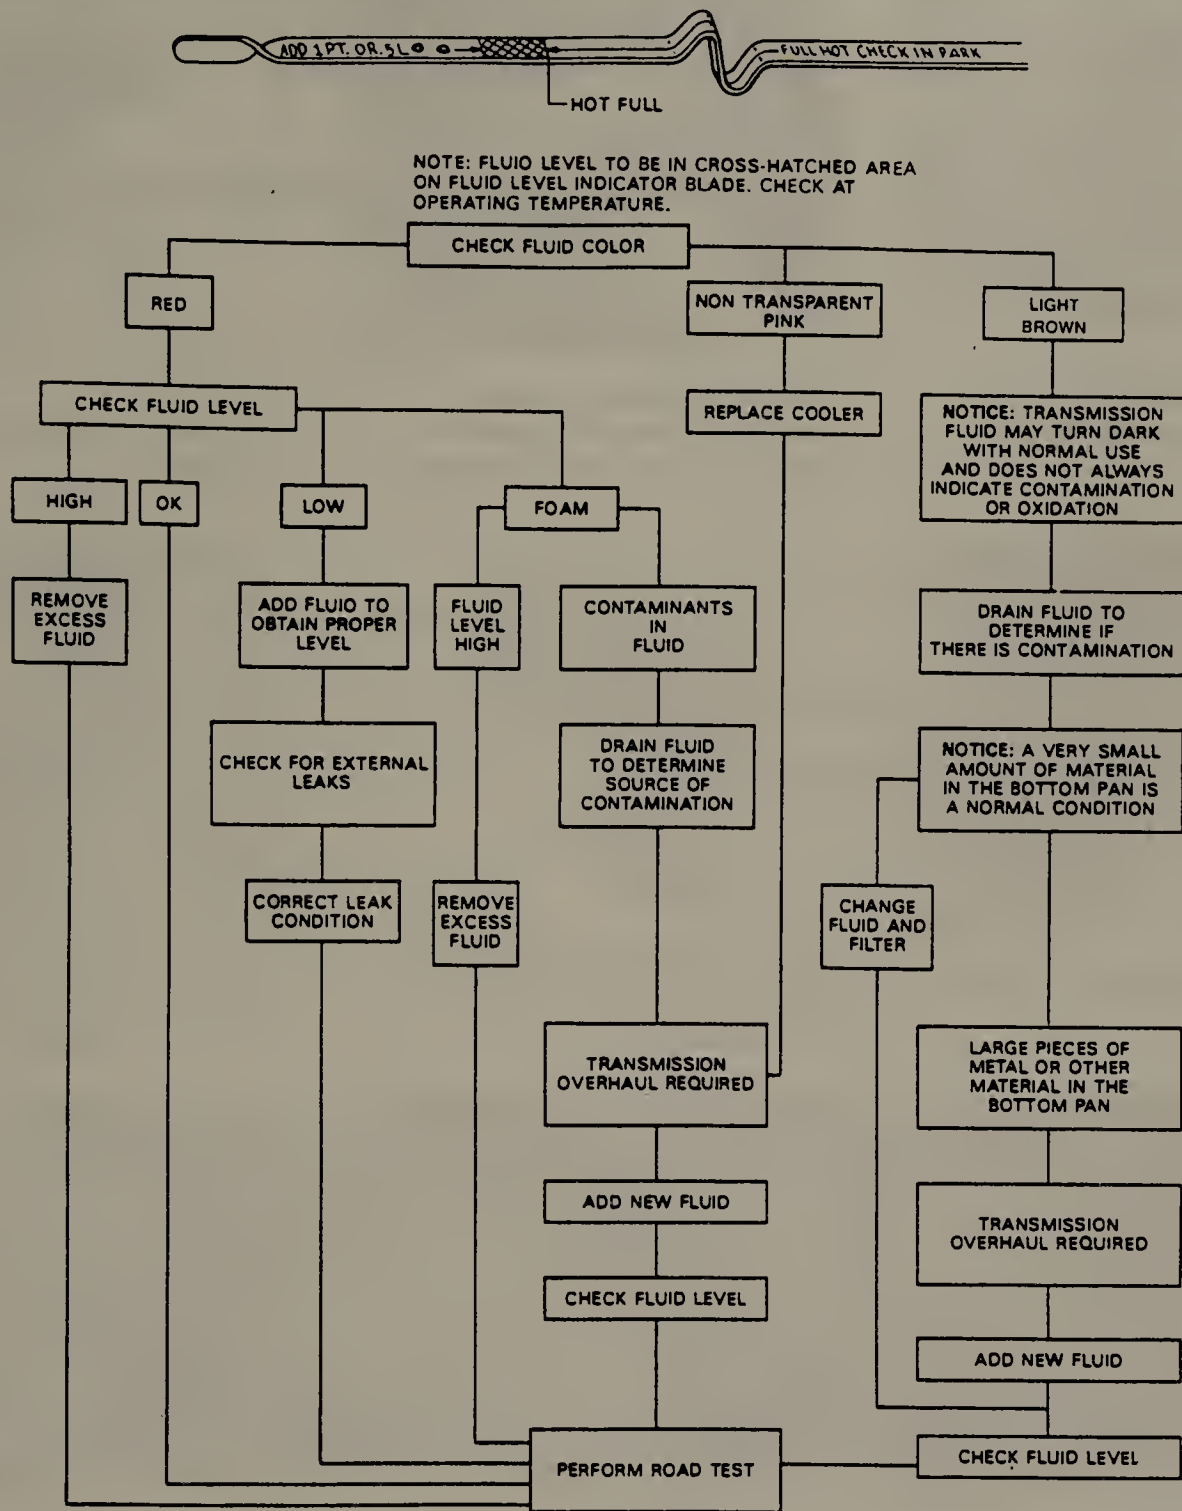 ADD 1 PT. OR .5 L
FULL HOT CHECK IN PARK
HOT FULL
NOTE: FLUIO LEVEL TO BE IN CROSS-HATCHED AREA
ON FLUID LEVEL INDICATOR BLADE. CHECK AT
OPERATING TEMPERATURE.
CHECK FLUID COLOR
RED
NON TRANSPARENT
PINK
LIGHT
BROWN
CHECK FLUID LEVEL
REPLACE COOLER
NOTICE: TRANSMISSION
FLUID MAY TURN DARK
WITH NORMAL USE
AND DOES NOT ALWAYS
INDICATE CONTAMINATION
OR OXIDATION
HIGH
OK
LOW
FOAM
REMOVE
EXCESS
FLUID
ADD FLUIO TO
OBTAIN PROPER
LEVEL
FLUID
LEVEL
HIGH
CONTAMINANTS
IN
FLUID
DRAIN FLUID TO
DETERMINE IF
THERE IS CONTAMINATION
CHECK FOR EXTERNAL
LEAKS
DRAIN FLUID
TO DETERMINE
SOURCE OF
CONTAMINATION
NOTICE: A VERY SMALL
AMOUNT OF MATERIAL
IN THE BOTTOM PAN IS
A NORMAL CONDITION
CORRECT LEAK
CONDITION
REMOVE
EXCESS
FLUID
CHANGE
FLUID AND
FILTER
TRANSMISSION
OVERHAUL REQUIRED
LARGE PIECES OF
METAL OR OTHER
MATERIAL IN THE
BOTTOM PAN
ADD NEW FLUID
TRANSMISSION
OVERHAUL REQUIRED
CHECK FLUID LEVEL
ADD NEW FLUID
PERFORM ROAD TEST
CHECK FLUID LEVEL